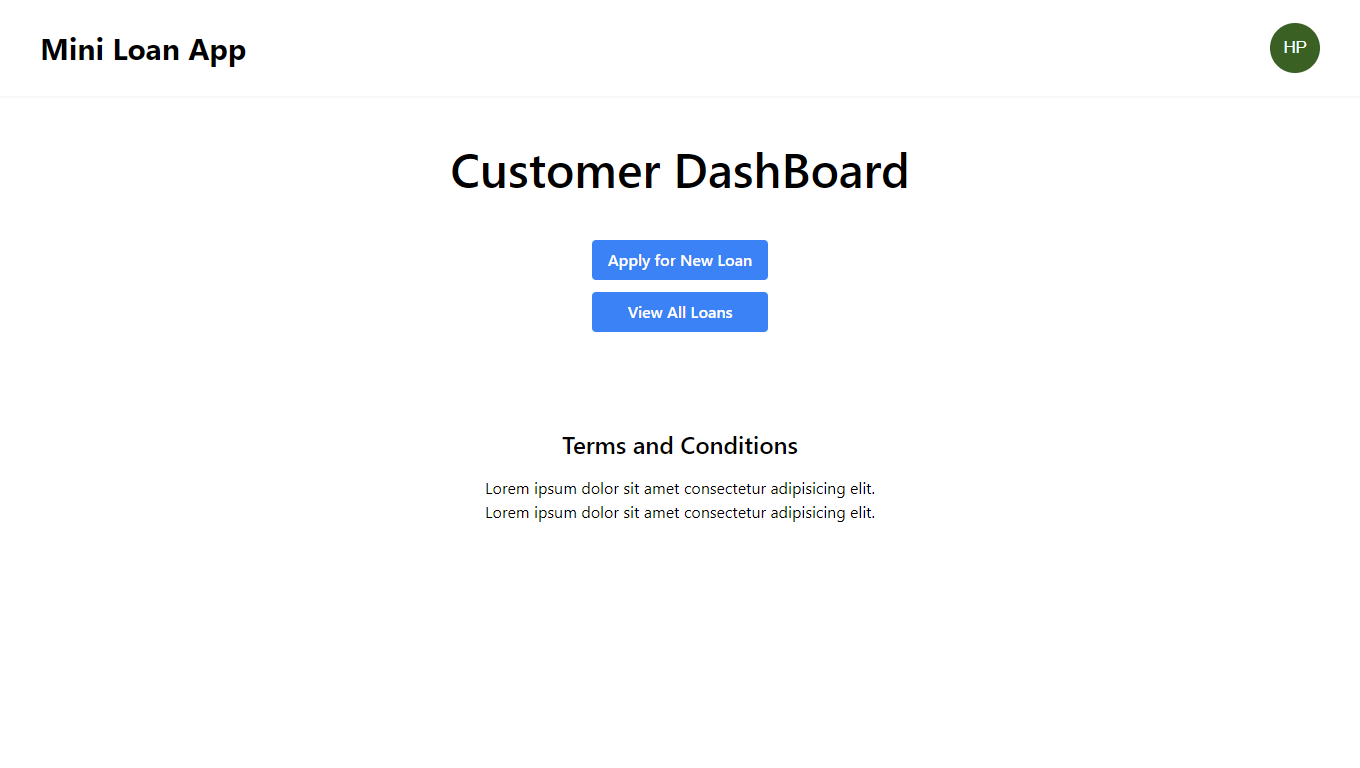 Mini Loan App
HP
Customer DashBoard
Apply for New Loan
View All Loans
Terms and Conditions
Lorem ipsum dolor sit amet consectetur adipisicing elit.
Lorem ipsum dolor sit amet consectetur adipisicing elit.